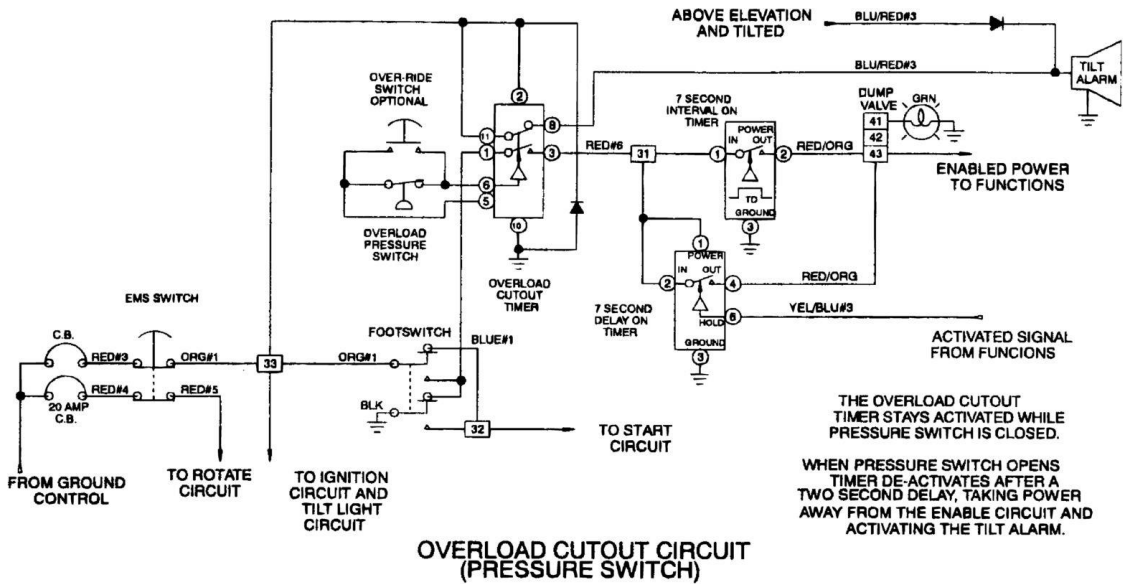 ABOVE ELEVATION
AND TILTED
BLU/RED#3
BLU/RED#3
TILT
ALARM
OVER-RIDE
SWITCH
OPTIONAL
2
11
8
1
3
6
5
10
RED#6
31
7 SECOND
INTERVAL ON
TIMER
POWER
IN OUT
1
2
TD
GROUND
3
RED/ORG
DUMP
VALVE
GRN
41
42
43
ENABLED POWER
TO FUNCTIONS
OVERLOAD
PRESSURE
SWITCH
OVERLOAD
CUTOUT
TIMER
1
POWER
IN OUT
2
4
HOLD
6
GROUND
3
RED/ORG
YEL/BLU#3
7 SECOND
DELAY ON
TIMER
ACTIVATED SIGNAL
FROM FUNCIONS
EMS SWITCH
C.B.
RED#3
ORG#1
33
ORG#1
FOOTSWITCH
BLUE#1
20 AMP
C.B.
RED#4
RED#5
BLK
32
TO START
CIRCUIT
FROM GROUND
CONTROL
TO ROTATE
CIRCUIT
TO IGNITION
CIRCUIT AND
TILT LIGHT
CIRCUIT
THE OVERLOAD CUTOUT
TIMER STAYS ACTIVATED WHILE
PRESSURE SWITCH IS CLOSED.
WHEN PRESSURE SWITCH OPENS
TIMER DE-ACTIVATES AFTER A
TWO SECOND DELAY, TAKING POWER
AWAY FROM THE ENABLE CIRCUIT AND
ACTIVATING THE TILT ALARM.
OVERLOAD CUTOUT CIRCUIT
(PRESSURE SWITCH)